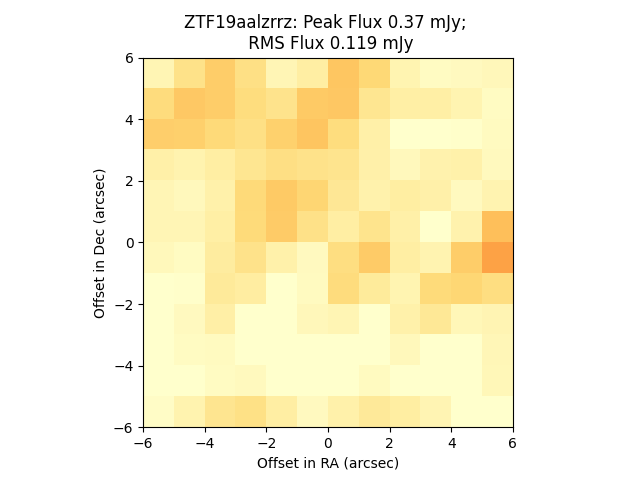 ZTF19aalzrrz: Peak Flux 0.37 mJy;
RMS Flux 0.119 mJy
6
4
2
0
−2
−4
−6
Offset in Dec (arcsec)
−6 −4 −2 0 2 4 6
Offset in RA (arcsec)